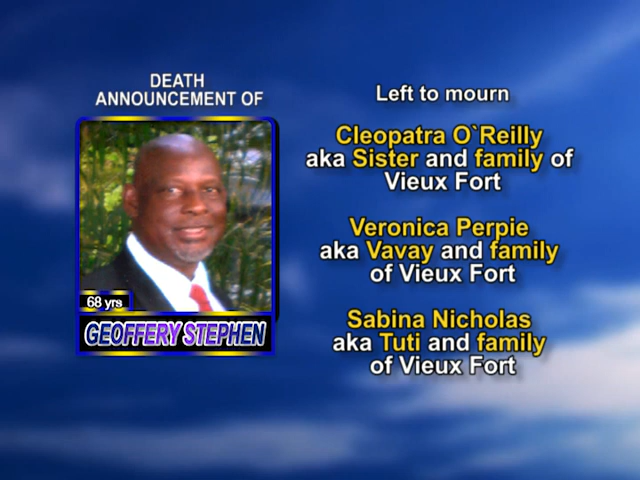 DEATH
ANNOUNCEMENT OF
68 yrs
GEOFFERY STEPHEN
Left to mourn
Cleopatra O`Reilly
aka Sister and family of
Vieux Fort
Veronica Perpie
aka Vavay and family
of Vieux Fort
Sabina Nicholas
aka Tuti and family
of Vieux Fort